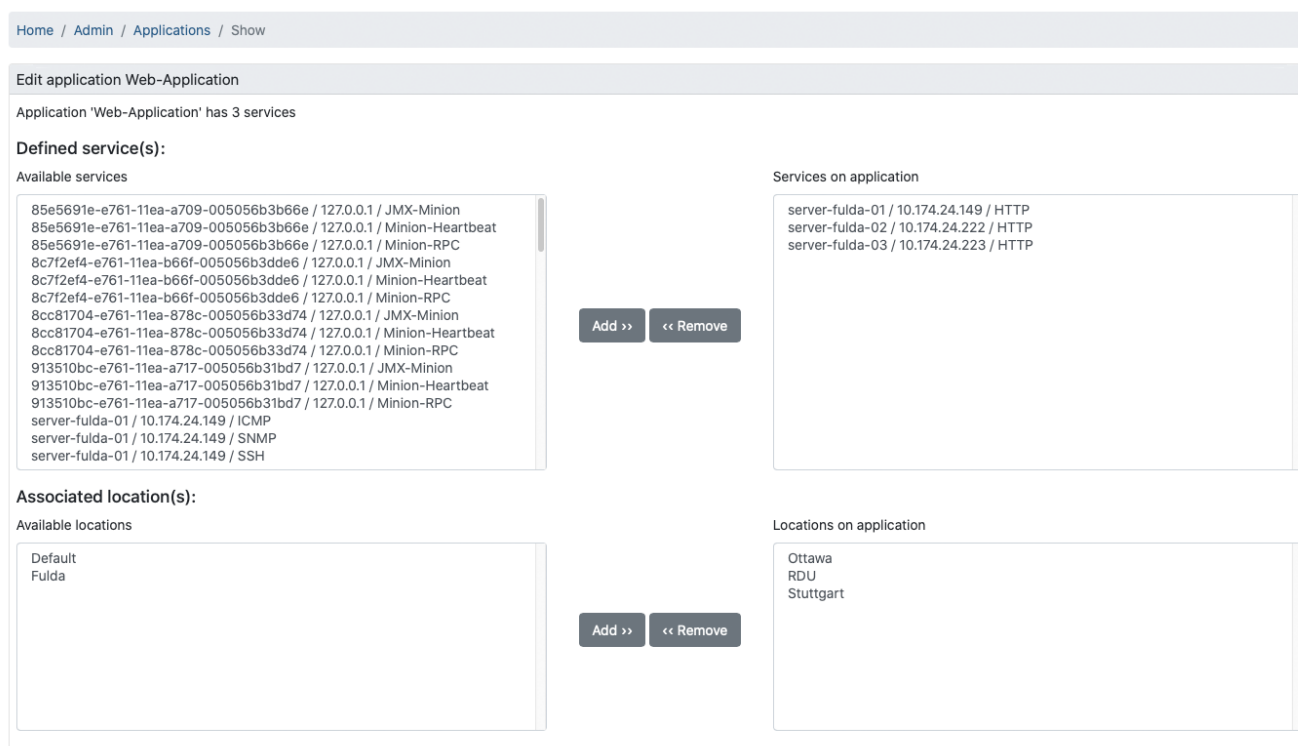 Home / Admin / Applications / Show
Edit application Web-Application
Application 'Web-Application' has 3 services
Defined service(s):
Available services
85e5691e-e761-11ea-a709-005056b3b66e / 127.0.0.1 / JMX-Minion
85e5691e-e761-11ea-a709-005056b3b66e / 127.0.0.1 / Minion-Heartbeat
85e5691e-e761-11ea-a709-005056b3b66e / 127.0.0.1 / Minion-RPC
8c7f2ef4-e761-11ea-b66f-005056b3dde6 / 127.0.0.1 / JMX-Minion
8c7f2ef4-e761-11ea-b66f-005056b3dde6 / 127.0.0.1 / Minion-Heartbeat
8c7f2ef4-e761-11ea-b66f-005056b3dde6 / 127.0.0.1 / Minion-RPC
8cc81704-e761-11ea-878c-005056b33d74 / 127.0.0.1 / JMX-Minion
8cc81704-e761-11ea-878c-005056b33d74 / 127.0.0.1 / Minion-Heartbeat
8cc81704-e761-11ea-878c-005056b33d74 / 127.0.0.1 / Minion-RPC
913510bc-e761-11ea-a717-005056b31bd7 / 127.0.0.1 / JMX-Minion
913510bc-e761-11ea-a717-005056b31bd7 / 127.0.0.1 / Minion-Heartbeat
913510bc-e761-11ea-a717-005056b31bd7 / 127.0.0.1 / Minion-RPC
server-fulda-01 / 10.174.24.149 / ICMP
server-fulda-01 / 10.174.24.149 / SNMP
server-fulda-01 / 10.174.24.149 / SSH
Add ›› ‹‹ Remove
Services on application
server-fulda-01 / 10.174.24.149 / HTTP
server-fulda-02 / 10.174.24.222 / HTTP
server-fulda-03 / 10.174.24.223 / HTTP
Associated location(s):
Available locations
Default
Fulda
Add ›› ‹‹ Remove
Locations on application
Ottawa
RDU
Stuttgart